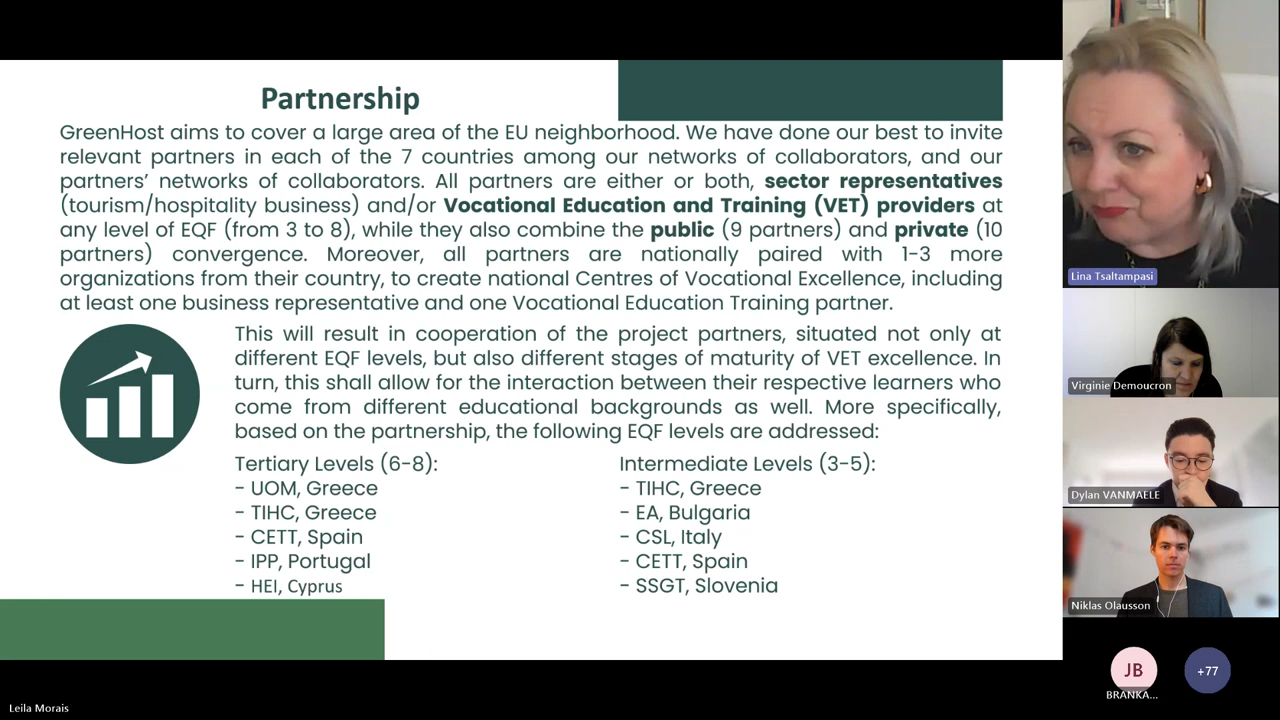 Partnership
GreenHost aims to cover a large area of the EU neighborhood. We have done our best to invite
relevant partners in each of the 7 countries among our networks of collaborators, and our
partners’ networks of collaborators. All partners are either or both, sector representatives
(tourism/hospitality business) and/or Vocational Education and Training (VET) providers at
any level of EQF (from 3 to 8), while they also combine the public (9 partners) and private (10
partners) convergence. Moreover, all partners are nationally paired with 1-3 more
organizations from their country, to create national Centres of Vocational Excellence, including
at least one business representative and one Vocational Education Training partner.
This will result in cooperation of the project partners, situated not only at
different EQF levels, but also different stages of maturity of VET excellence. In
turn, this shall allow for the interaction between their respective learners who
come from different educational backgrounds as well. More specifically,
based on the partnership, the following EQF levels are addressed:
Tertiary Levels (6-8):
- UOM, Greece
- TIHC, Greece
- CETT, Spain
- IPP, Portugal
- HEI, Cyprus
Intermediate Levels (3-5):
- TIHC, Greece
- EA, Bulgaria
- CSL, Italy
- CETT, Spain
- SSGT, Slovenia
Lina Tsaltampasi
Virginie Demoucron
Dylan VANMAELE
Niklas Olausson
JB
BRANKA...
+77
Leila Morais